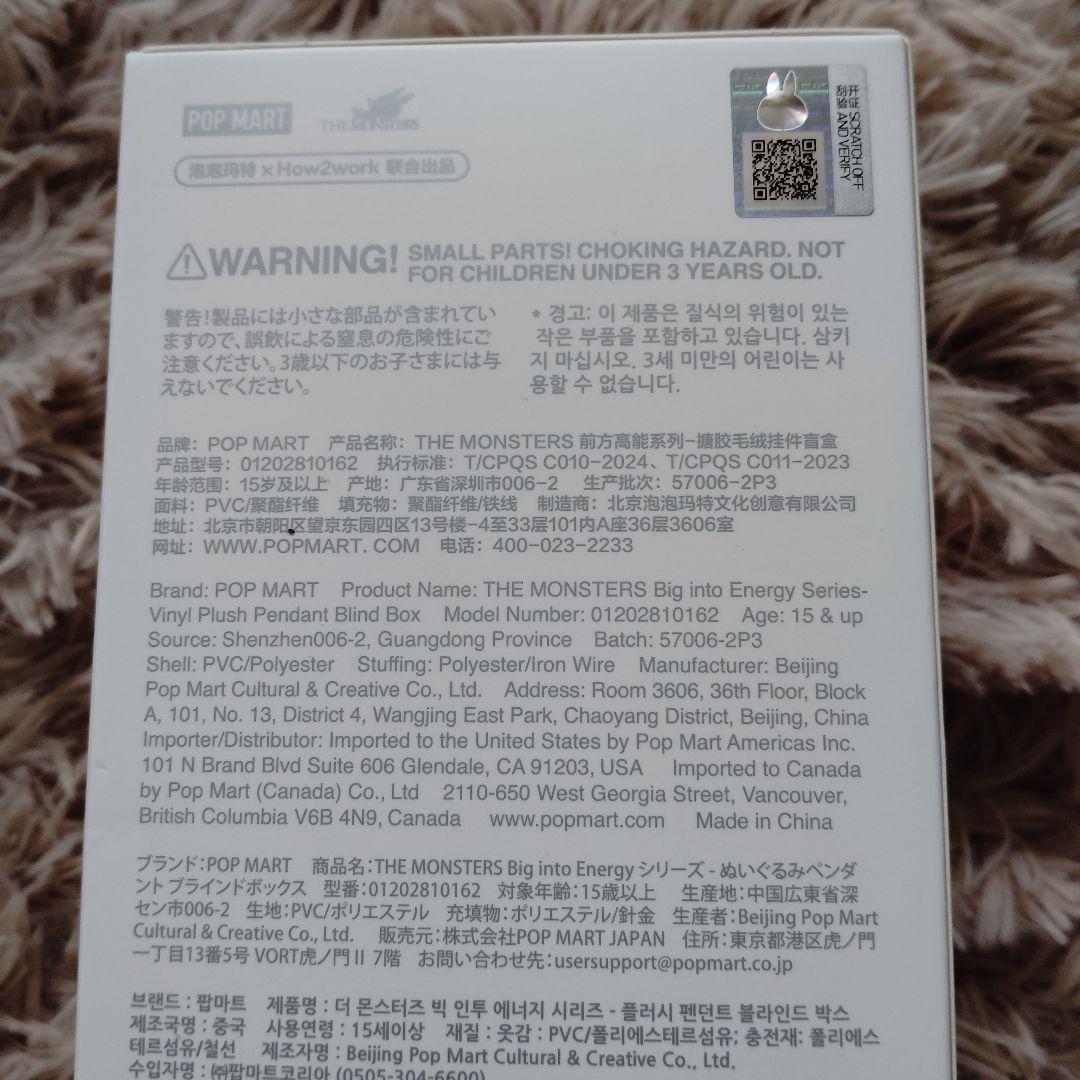 POP MART
THE MONSTERS
泡泡玛特 × How2work 联合出品
开证 SCRATCH OFF
刮验 AND VERIFY
WARNING! SMALL PARTS! CHOKING HAZARD. NOT
FOR CHILDREN UNDER 3 YEARS OLD.
警告!製品には小さな部品が含まれてい
ますので、誤飲による窒息の危険性にご
注意ください。3歳以下のお子さまには与
えないでください。
* 경고: 이 제품은 질식의 위험이 있는
작은 부품을 포함하고 있습니다. 삼키
지 마십시오. 3세 미만의 어린이는 사
용할 수 없습니다.
品牌：POP MART 产品名称：THE MONSTERS 前方高能系列-搪胶毛绒挂件盲盒
产品型号：01202810162 执行标准：T/CPQS C010-2024、T/CPQS C011-2023
年龄范围：15岁及以上 产地：广东省深圳市006-2 生产批次：57006-2P3
面料：PVC/聚酯纤维 填充物：聚酯纤维/铁线 制造商：北京泡泡玛特文化创意有限公司
地址：北京市朝阳区望京东园四区13号楼-4至33层101内A座36层3606室
网址：WWW.POPMART. COM 电话：400-023-2233
Brand: POP MART Product Name: THE MONSTERS Big into Energy Series-
Vinyl Plush Pendant Blind Box Model Number: 01202810162 Age: 15 & up
Source: Shenzhen006-2, Guangdong Province Batch: 57006-2P3
Shell: PVC/Polyester Stuffing: Polyester/Iron Wire Manufacturer: Beijing
Pop Mart Cultural & Creative Co., Ltd. Address: Room 3606, 36th Floor, Block
A, 101, No. 13, District 4, Wangjing East Park, Chaoyang District, Beijing, China
Importer/Distributor: Imported to the United States by Pop Mart Americas Inc.
101 N Brand Blvd Suite 606 Glendale, CA 91203, USA Imported to Canada
by Pop Mart (Canada) Co., Ltd 2110-650 West Georgia Street, Vancouver,
British Columbia V6B 4N9, Canada www.popmart.com Made in China
ブランド：POP MART 商品名：THE MONSTERS Big into Energy シリーズ - ぬいぐるみペンダ
ント ブラインドボックス 型番：01202810162 対象年齢：15歳以上 生産地：中国広東省深
セン市006-2 生地：PVC/ポリエステル 充填物：ポリエステル/針金 生産者：Beijing Pop Mart
Cultural & Creative Co., Ltd. 販売元：株式会社POP MART JAPAN 住所：東京都港区虎ノ門
一丁目13番5号 VORT虎ノ門Ⅱ 7階 お問い合わせ先：usersupport@popmart.co.jp
브랜드 : 팝마트 제품명 : 더 몬스터즈 빅 인투 에너지 시리즈 - 플러시 펜던트 블라인드 박스
제조국명 : 중국 사용연령 : 15세이상 재질 : 옷감 : PVC/폴리에스테르섬유; 충전재: 폴리에스
테르섬유/철선 제조자명 : Beijing Pop Mart Cultural & Creative Co., Ltd.
수입자명 : ㈜팝마트코리아 (0505-304-6600)